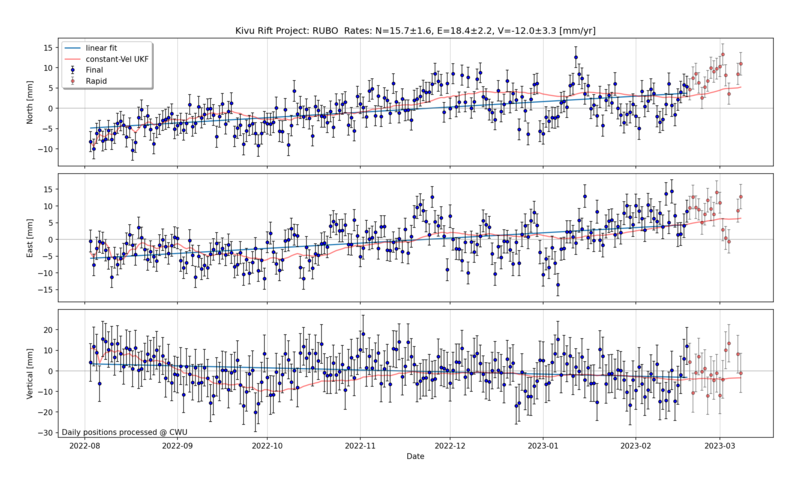 Kivu Rift Project: RUBO Rates: N=15.7±1.6, E=18.4±2.2, V=-12.0±3.3 [mm/yr]
linear fit
constant-Vel UKF
Final
Rapid
15
10
5
0
−5
−10
North [mm]
15
10
5
0
−5
−10
−15
East [mm]
20
10
0
−10
−20
−30
Vertical [mm]
Daily positions processed @ CWU
2022-08 2022-09 2022-10 2022-11 2022-12 2023-01 2023-02 2023-03
Date